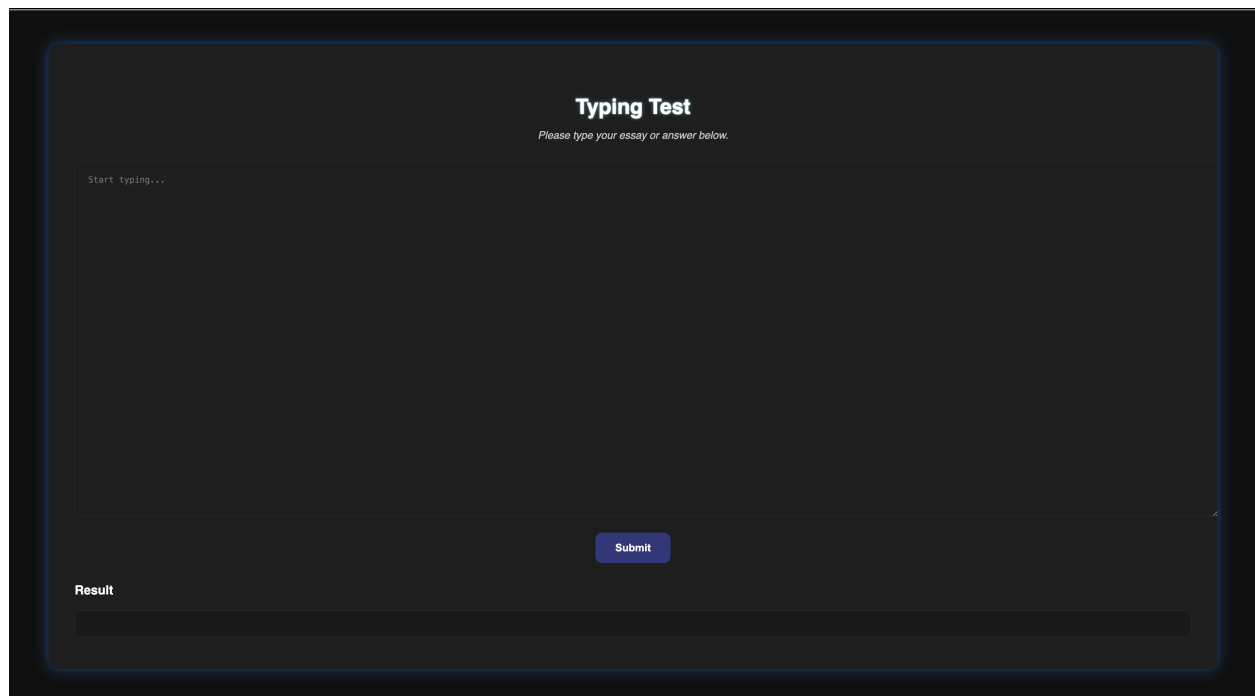 Typing Test
Please type your essay or answer below.
Start typing...
Submit
Result